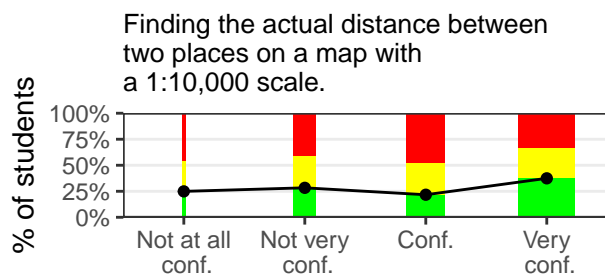 Finding the actual distance between
two places on a map with
a 1:10,000 scale.
% of students
100%
75%
50%
25%
0%
Not at all
conf.
Not very
conf.
Conf.
Very
conf.